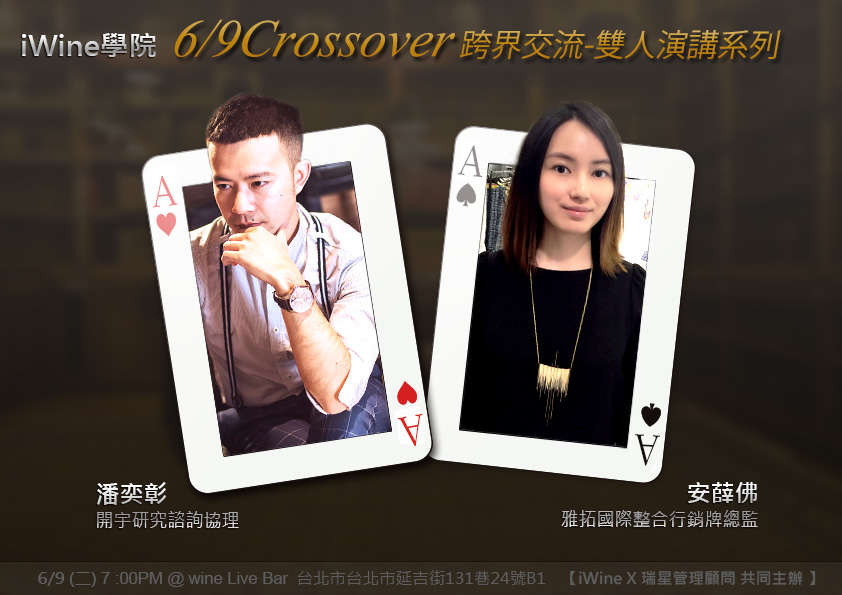 iWine學院 6/9Crossover 跨界交流-雙人演講系列
A
A
A
A
潘奕彰
開宇研究諮詢協理
安薛佛
雅拓國際整合行銷牌總監
6/9 (二) 7 :00PM @ wine Live Bar 台北市台北市延吉街131巷24號B1 【 iWine X 瑞星管理顧問 共同主辦 】